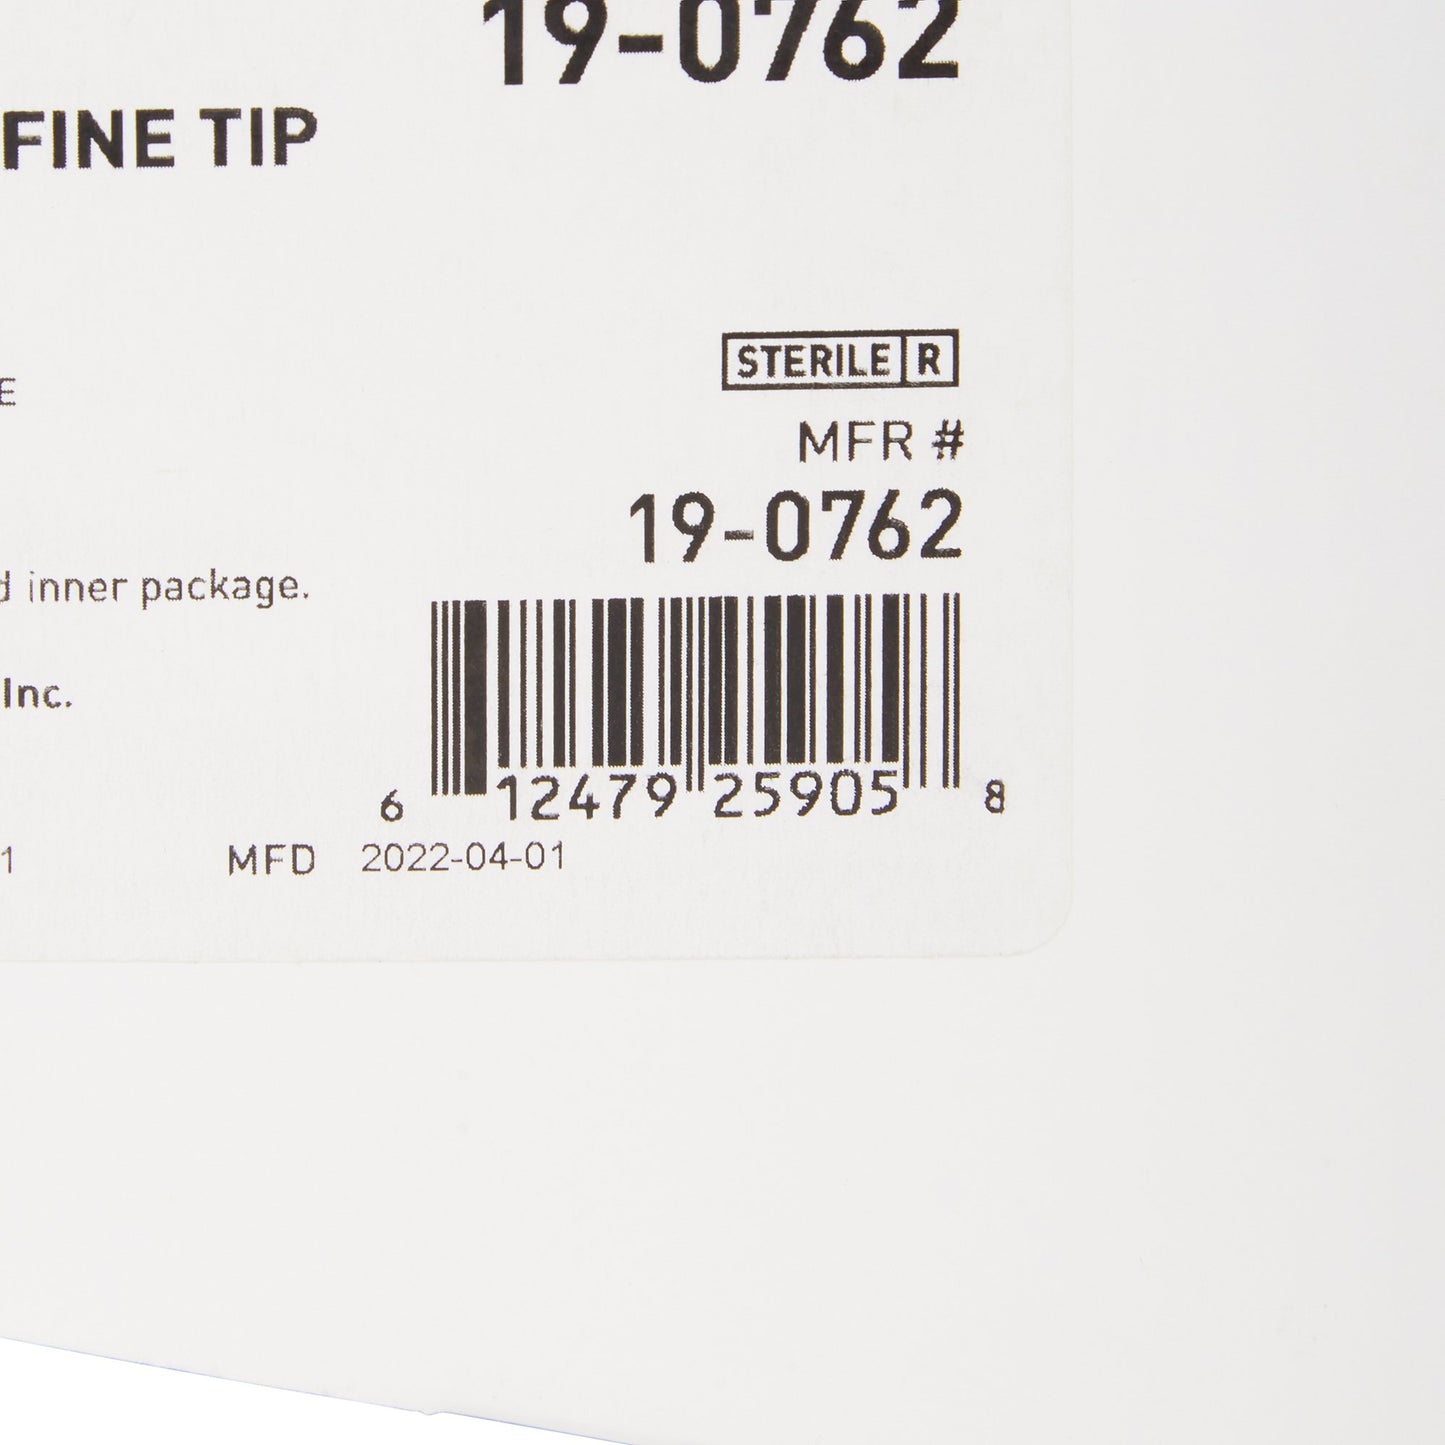 19-0762
FINE TIP
STERILE R
E
MFR #
19-0762
d inner package.
Inc.
6 12479 25905 8
1 MFD 2022-04-01